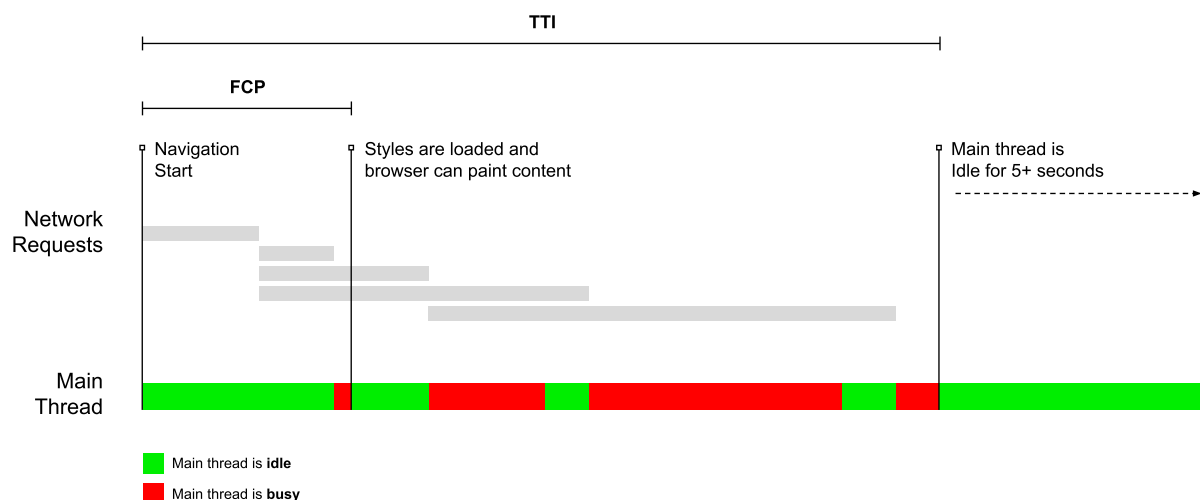 TTI
FCP
Navigation
Start
Styles are loaded and
browser can paint content
Main thread is
Idle for 5+ seconds
Network
Requests
Main
Thread
Main thread is idle
Main thread is busy